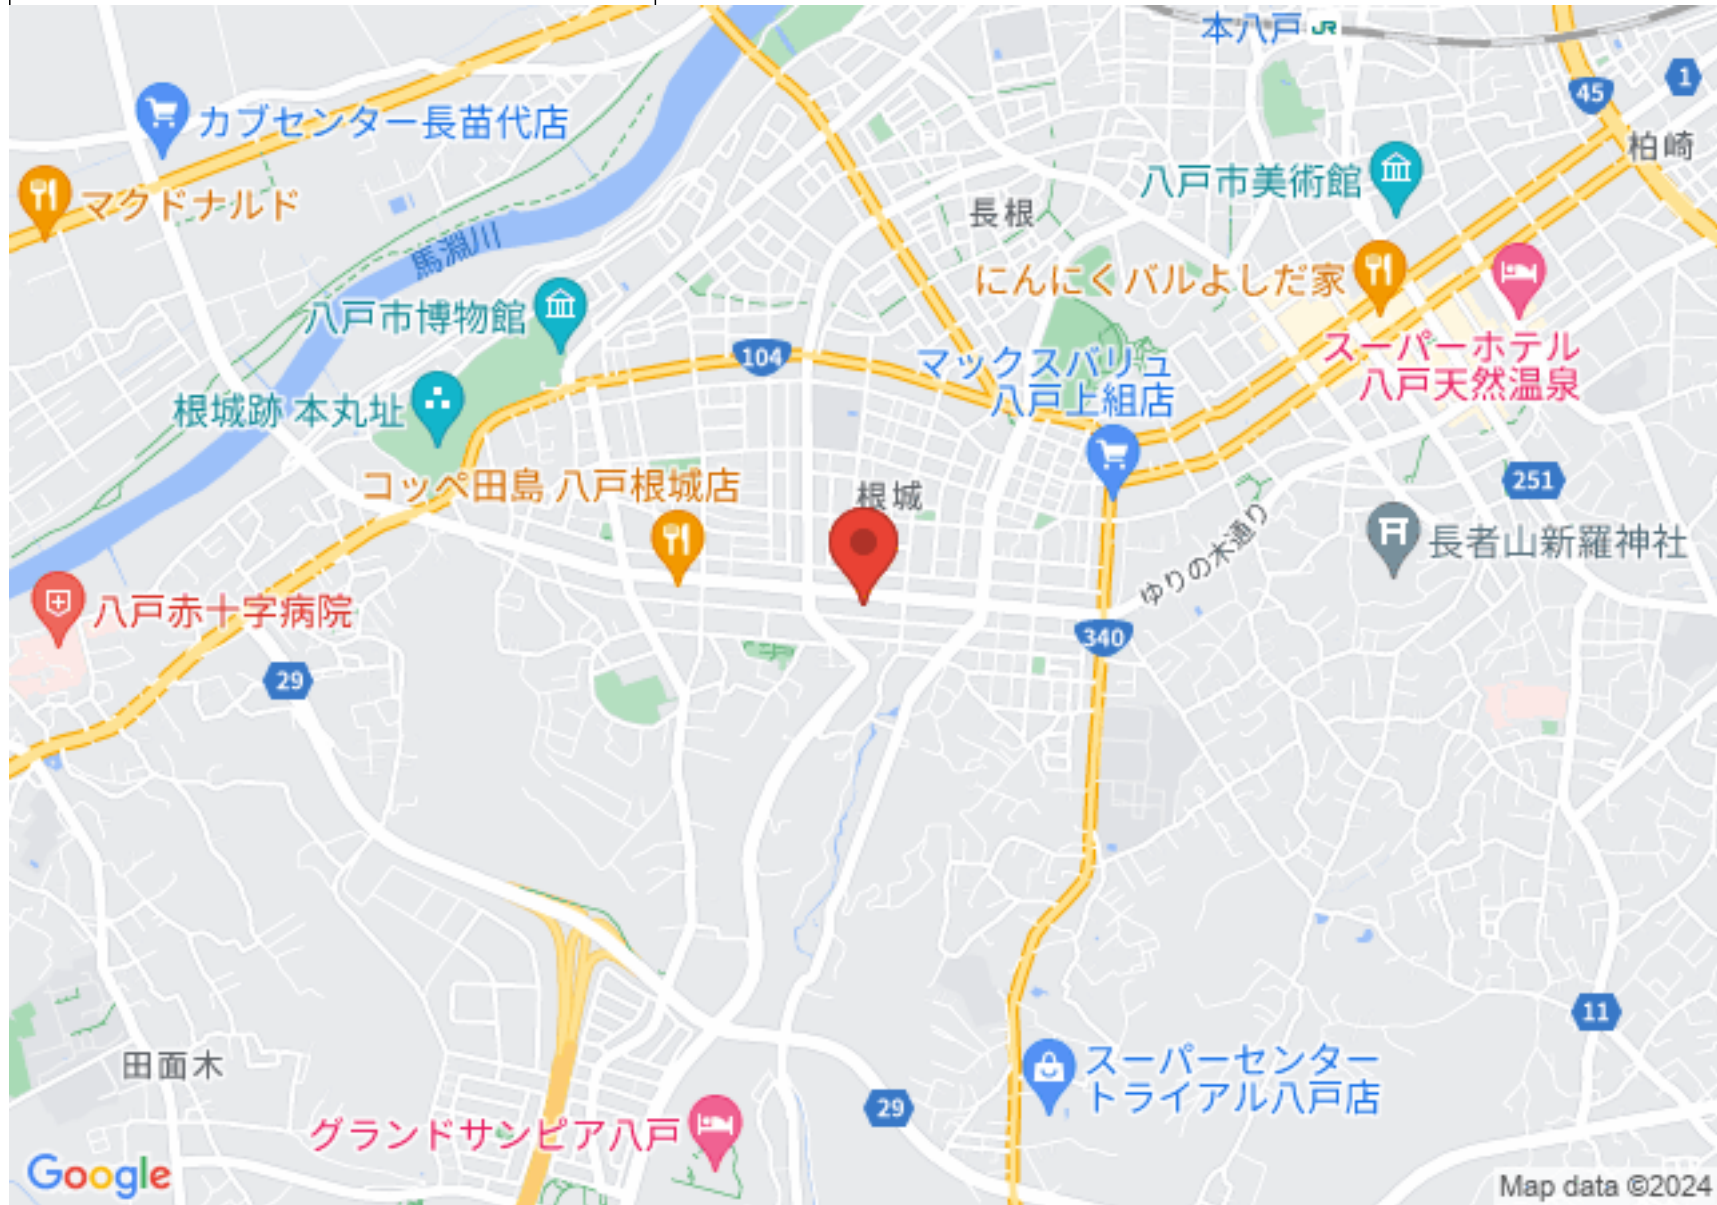 本八戸
JR
1
45
カブセンター長苗代店
柏崎
八戸市美術館
マクドナルド
長根
馬淵川
にんにくバルよしだ家
八戸市博物館
スーパーホテル
八戸天然温泉
104
マックスバリュ
八戸上組店
根城跡 本丸址
コッペ田島 八戸根城店
根城
251
長者山新羅神社
ゆりの木通り
八戸赤十字病院
340
29
11
田面木
スーパーセンター
トライアル八戸店
29
グランドサンピア八戸
Google
Map data ©2024